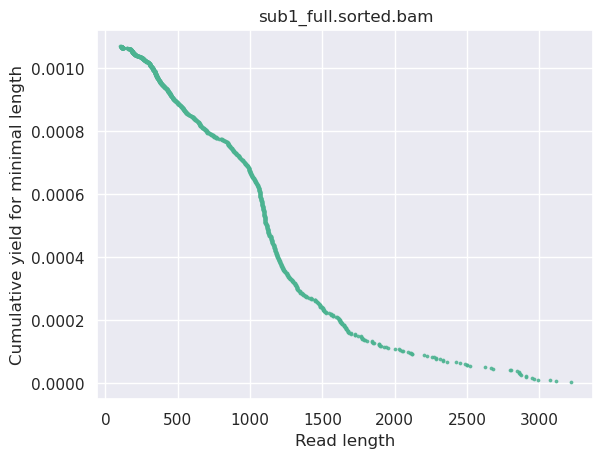 sub1_full.sorted.bam
Cumulative yield for minimal length
0.0010
0.0008
0.0006
0.0004
0.0002
0.0000
0 500 1000 1500 2000 2500 3000
Read length